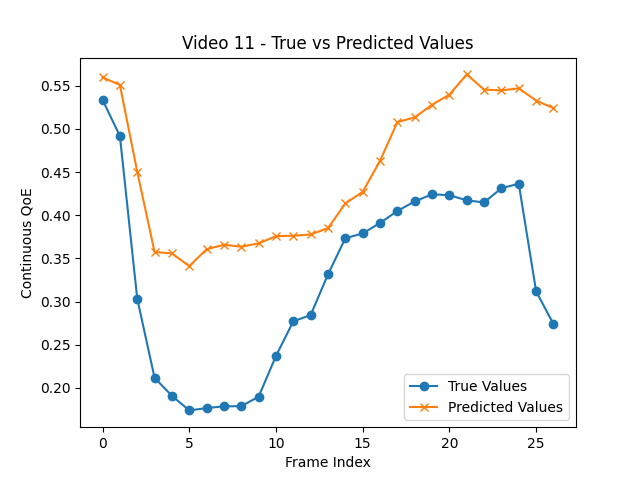 Video 11 - True vs Predicted Values
Continuous QoE
0.55
0.50
0.45
0.40
0.35
0.30
0.25
0.20
True Values
Predicted Values
0 5 10 15 20 25
Frame Index